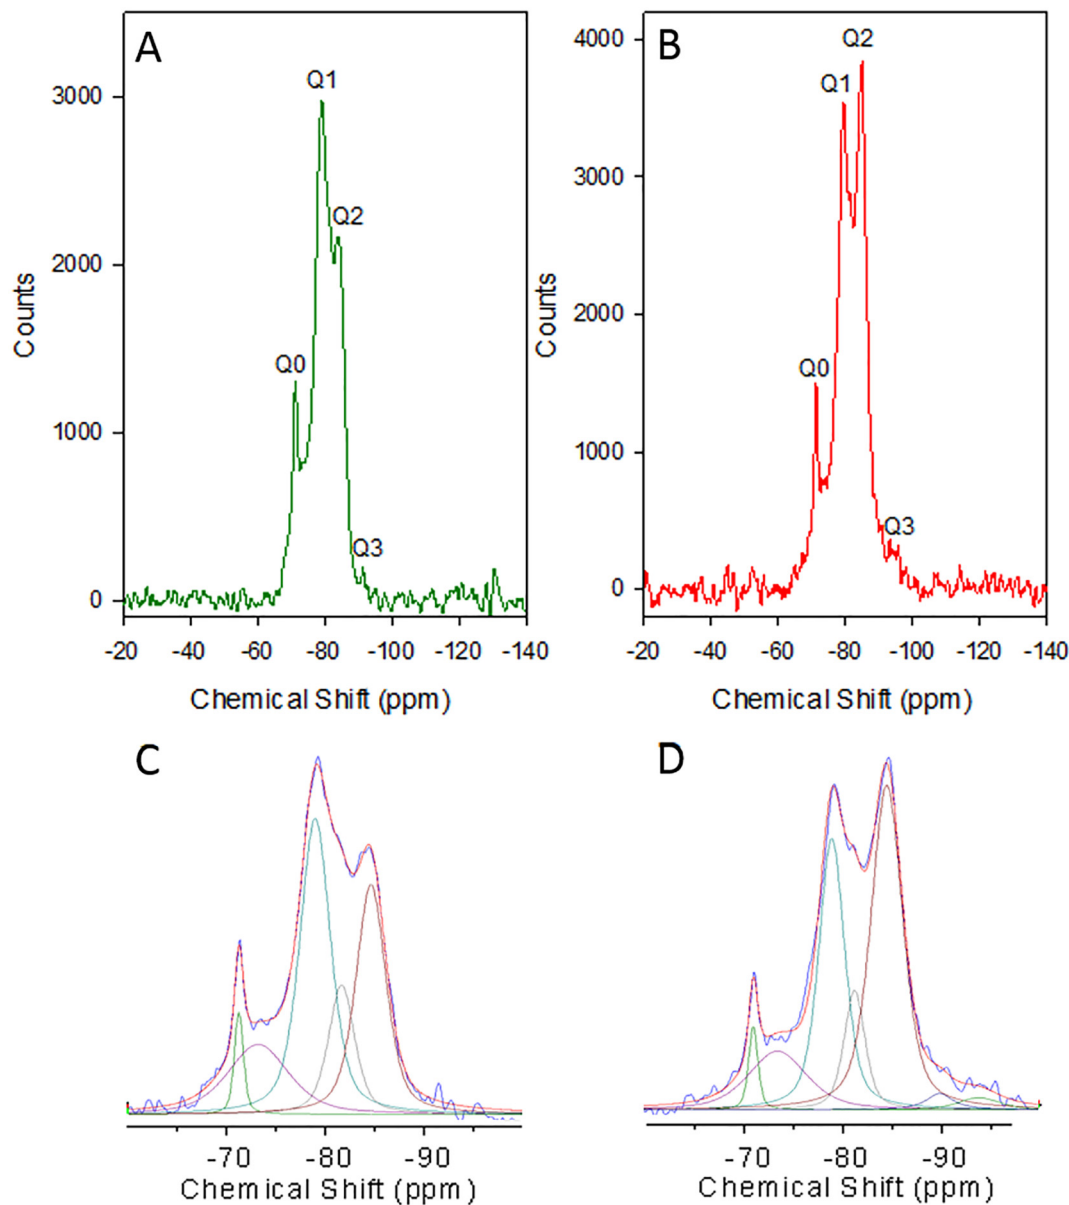 A
Q1
3000
Q2
2000
Q0
1000
Q3
0
Counts
-20 -40 -60 -80 -100 -120 -140
Chemical Shift (ppm)
B
Q2
4000
Q1
3000
2000
Q0
1000
Q3
0
Counts
-20 -40 -60 -80 -100 -120 -140
Chemical Shift (ppm)
C
-70 -80 -90
Chemical Shift (ppm)
D
-70 -80 -90
Chemical Shift (ppm)